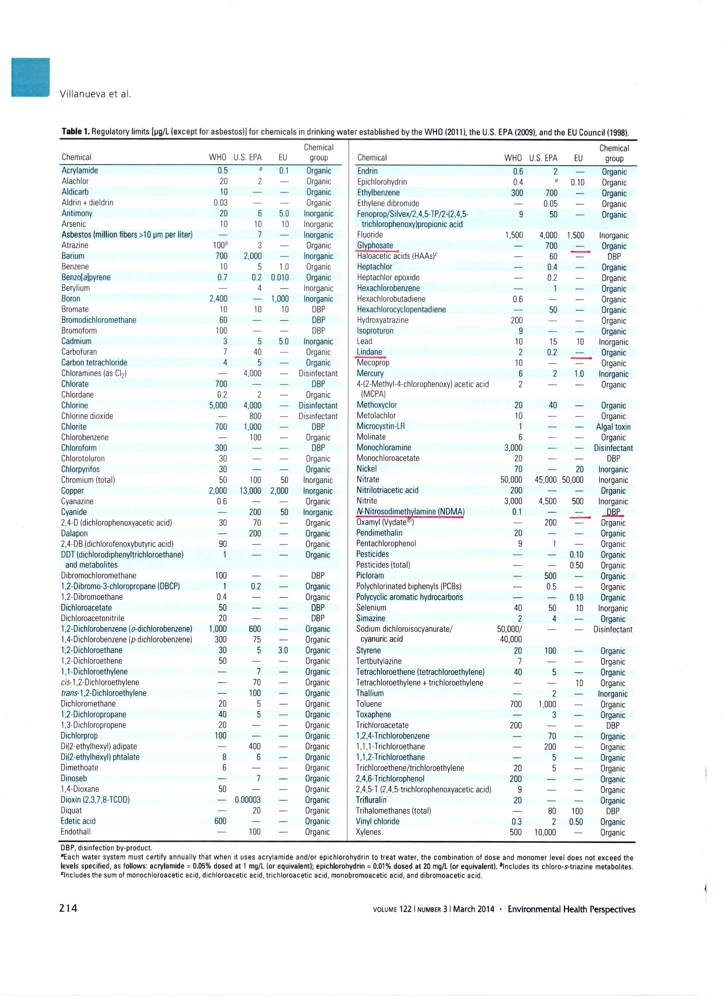 Villanueva et al.
Table 1. Regulatory limits [µg/L (except for asbestos)] for chemicals in drinking water established by the WHO (2011), the U.S. EPA (2009), and the EU Council (1998).
Chemical WHO U.S. EPA EU Chemical group
Acrylamide 0.5 a 0.1 Organic
Alachlor 20 2 — Organic
Aldicarb 10 — — Organic
Aldrin + dieldrin 0.03 — — Organic
Antimony 20 6 5.0 Inorganic
Arsenic 10 10 10 Inorganic
Asbestos (million fibers >10 µm per liter) — 7 — Inorganic
Atrazine 100b 3 — Organic
Barium 700 2,000 — Inorganic
Benzene 10 5 1.0 Organic
Benzo[a]pyrene 0.7 0.2 0.010 Organic
Berylium — 4 — Inorganic
Boron 2,400 — 1,000 Inorganic
Bromate 10 10 10 DBP
Bromodichloromethane 60 — — DBP
Bromoform 100 — — DBP
Cadmium 3 5 5.0 Inorganic
Carbofuran 7 40 — Organic
Carbon tetrachloride 4 5 — Organic
Chloramines (as Cl2) — 4,000 — Disinfectant
Chlorate 700 — — DBP
Chlordane 0.2 2 — Organic
Chlorine 5,000 4,000 — Disinfectant
Chlorine dioxide — 800 — Disinfectant
Chlorite 700 1,000 — DBP
Chlorobenzene — 100 — Organic
Chloroform 300 — — DBP
Chlorotoluron 30 — — Organic
Chlorpyrifos 30 — — Organic
Chromium (total) 50 100 50 Inorganic
Copper 2,000 13,000 2,000 Inorganic
Cyanazine 0.6 — — Organic
Cyanide — 200 50 Inorganic
2,4-D (dichlorophenoxyacetic acid) 30 70 — Organic
Dalapon — 200 — Organic
2,4-DB (dichlorofenoxybutyric acid) 90 — — Organic
DDT (dichlorodiphenyltrichloroethane) 1 — — Organic
and metabolites
Dibromochloromethane 100 — — DBP
1,2-Dibromo-3-chloropropane (DBCP) 1 0.2 — Organic
1,2-Dibromoethane 0.4 — — Organic
Dichloroacetate 50 — — DBP
Dichloroacetonitrile 20 — — DBP
1,2-Dichlorobenzene (o-dichlorobenzene) 1,000 600 — Organic
1,4-Dichlorobenzene (p-dichlorobenzene) 300 75 — Organic
1,2-Dichloroethane 30 5 3.0 Organic
1,2-Dichloroethene 50 — — Organic
1,1-Dichloroethylene — 7 — Organic
cis-1,2-Dichloroethylene — 70 — Organic
trans-1,2-Dichloroethylene — 100 — Organic
Dichloromethane 20 5 — Organic
1,2-Dichloropropane 40 5 — Organic
1,3-Dichloropropene 20 — — Organic
Dichlorprop 100 — — Organic
Di(2-ethylhexyl) adipate — 400 — Organic
Di(2-ethylhexyl) phtalate 8 6 — Organic
Dimethoate 6 — — Organic
Dinoseb — 7 — Organic
1,4-Dioxane 50 — — Organic
Dioxin (2,3,7,8-TCDD) — 0.00003 — Organic
Diquat — 20 — Organic
Edetic acid 600 — — Organic
Endothall — 100 — Organic
Chemical WHO U.S. EPA EU Chemical group
Endrin 0.6 2 — Organic
Epichlorohydrin 0.4 a 0.10 Organic
Ethylbenzene 300 700 — Organic
Ethylene dibromide — 0.05 — Organic
Fenoprop/Silvex/2,4,5-TP/2-(2,4,5- 9 50 — Organic
trichlorophenoxy)propionic acid
Fluoride 1,500 4,000 1,500 Inorganic
Glyphosate — 700 — Organic
Haloacetic acids (HAAs)c — 60 — DBP
Heptachlor — 0.4 — Organic
Heptachlor epoxide — 0.2 — Organic
Hexachlorobenzene — 1 — Organic
Hexachlorobutadiene 0.6 — — Organic
Hexachlorocyclopentadiene — 50 — Organic
Hydroxyatrazine 200 — — Organic
Isoproturon 9 — — Organic
Lead 10 15 10 Inorganic
Lindane 2 0.2 — Organic
Mecoprop 10 — — Organic
Mercury 6 2 1.0 Inorganic
4-(2-Methyl-4-chlorophenoxy) acetic acid 2 — — Organic
(MCPA)
Methoxyclor 20 40 — Organic
Metolachlor 10 — — Organic
Microcystin-LR 1 — — Algal toxin
Molinate 6 — — Organic
Monochloramine 3,000 — — Disinfectant
Monochloroacetate 20 — — DBP
Nickel 70 — 20 Inorganic
Nitrate 50,000 45,000 50,000 Inorganic
Nitrilotriacetic acid 200 — — Organic
Nitrite 3,000 4,500 500 Inorganic
N-Nitrosodimethylamine (NDMA) 0.1 — — DBP
Oxamyl (Vydate®) — 200 — Organic
Pendimethalin 20 — — Organic
Pentachlorophenol 9 1 — Organic
Pesticides — — 0.10 Organic
Pesticides (total) — — 0.50 Organic
Picloram — 500 — Organic
Polychlorinated biphenyls (PCBs) — 0.5 — Organic
Polycyclic aromatic hydrocarbons — — 0.10 Organic
Selenium 40 50 10 Inorganic
Simazine 2 4 — Organic
Sodium dichloroisocyanurate/ 50,000/ — — Disinfectant
cyanuric acid 40,000
Styrene 20 100 — Organic
Tertbutylazine 7 — — Organic
Tetrachloroethene (tetrachloroethylene) 40 5 — Organic
Tetrachloroethylene + trichloroethylene — — 10 Organic
Thallium — 2 — Inorganic
Toluene 700 1,000 — Organic
Toxaphene — 3 — Organic
Trichloroacetate 200 — — DBP
1,2,4-Trichlorobenzene — 70 — Organic
1,1,1-Trichloroethane — 200 — Organic
1,1,2-Trichloroethane — 5 — Organic
Trichloroethene/trichloroethylene 20 5 — Organic
2,4,6-Trichlorophenol 200 — — Organic
2,4,5-T (2,4,5-trichlorophenoxyacetic acid) 9 — — Organic
Trifluralin 20 — — Organic
Trihalomethanes (total) — 80 100 DBP
Vinyl chloride 0.3 2 0.50 Organic
Xylenes 500 10,000 — Organic
DBP, disinfection by-product.
aEach water system must certify annually that when it uses acrylamide and/or epichlorohydrin to treat water, the combination of dose and monomer level does not exceed the
levels specified, as follows: acrylamide = 0.05% dosed at 1 mg/L (or equivalent); epichlorohydrin = 0.01% dosed at 20 mg/L (or equivalent). bIncludes its chloro-s-triazine metabolites.
cIncludes the sum of monochloroacetic acid, dichloroacetic acid, trichloroacetic acid, monobromoacetic acid, and dibromoacetic acid.
214 VOLUME 122 | NUMBER 3 | March 2014 • Environmental Health Perspectives